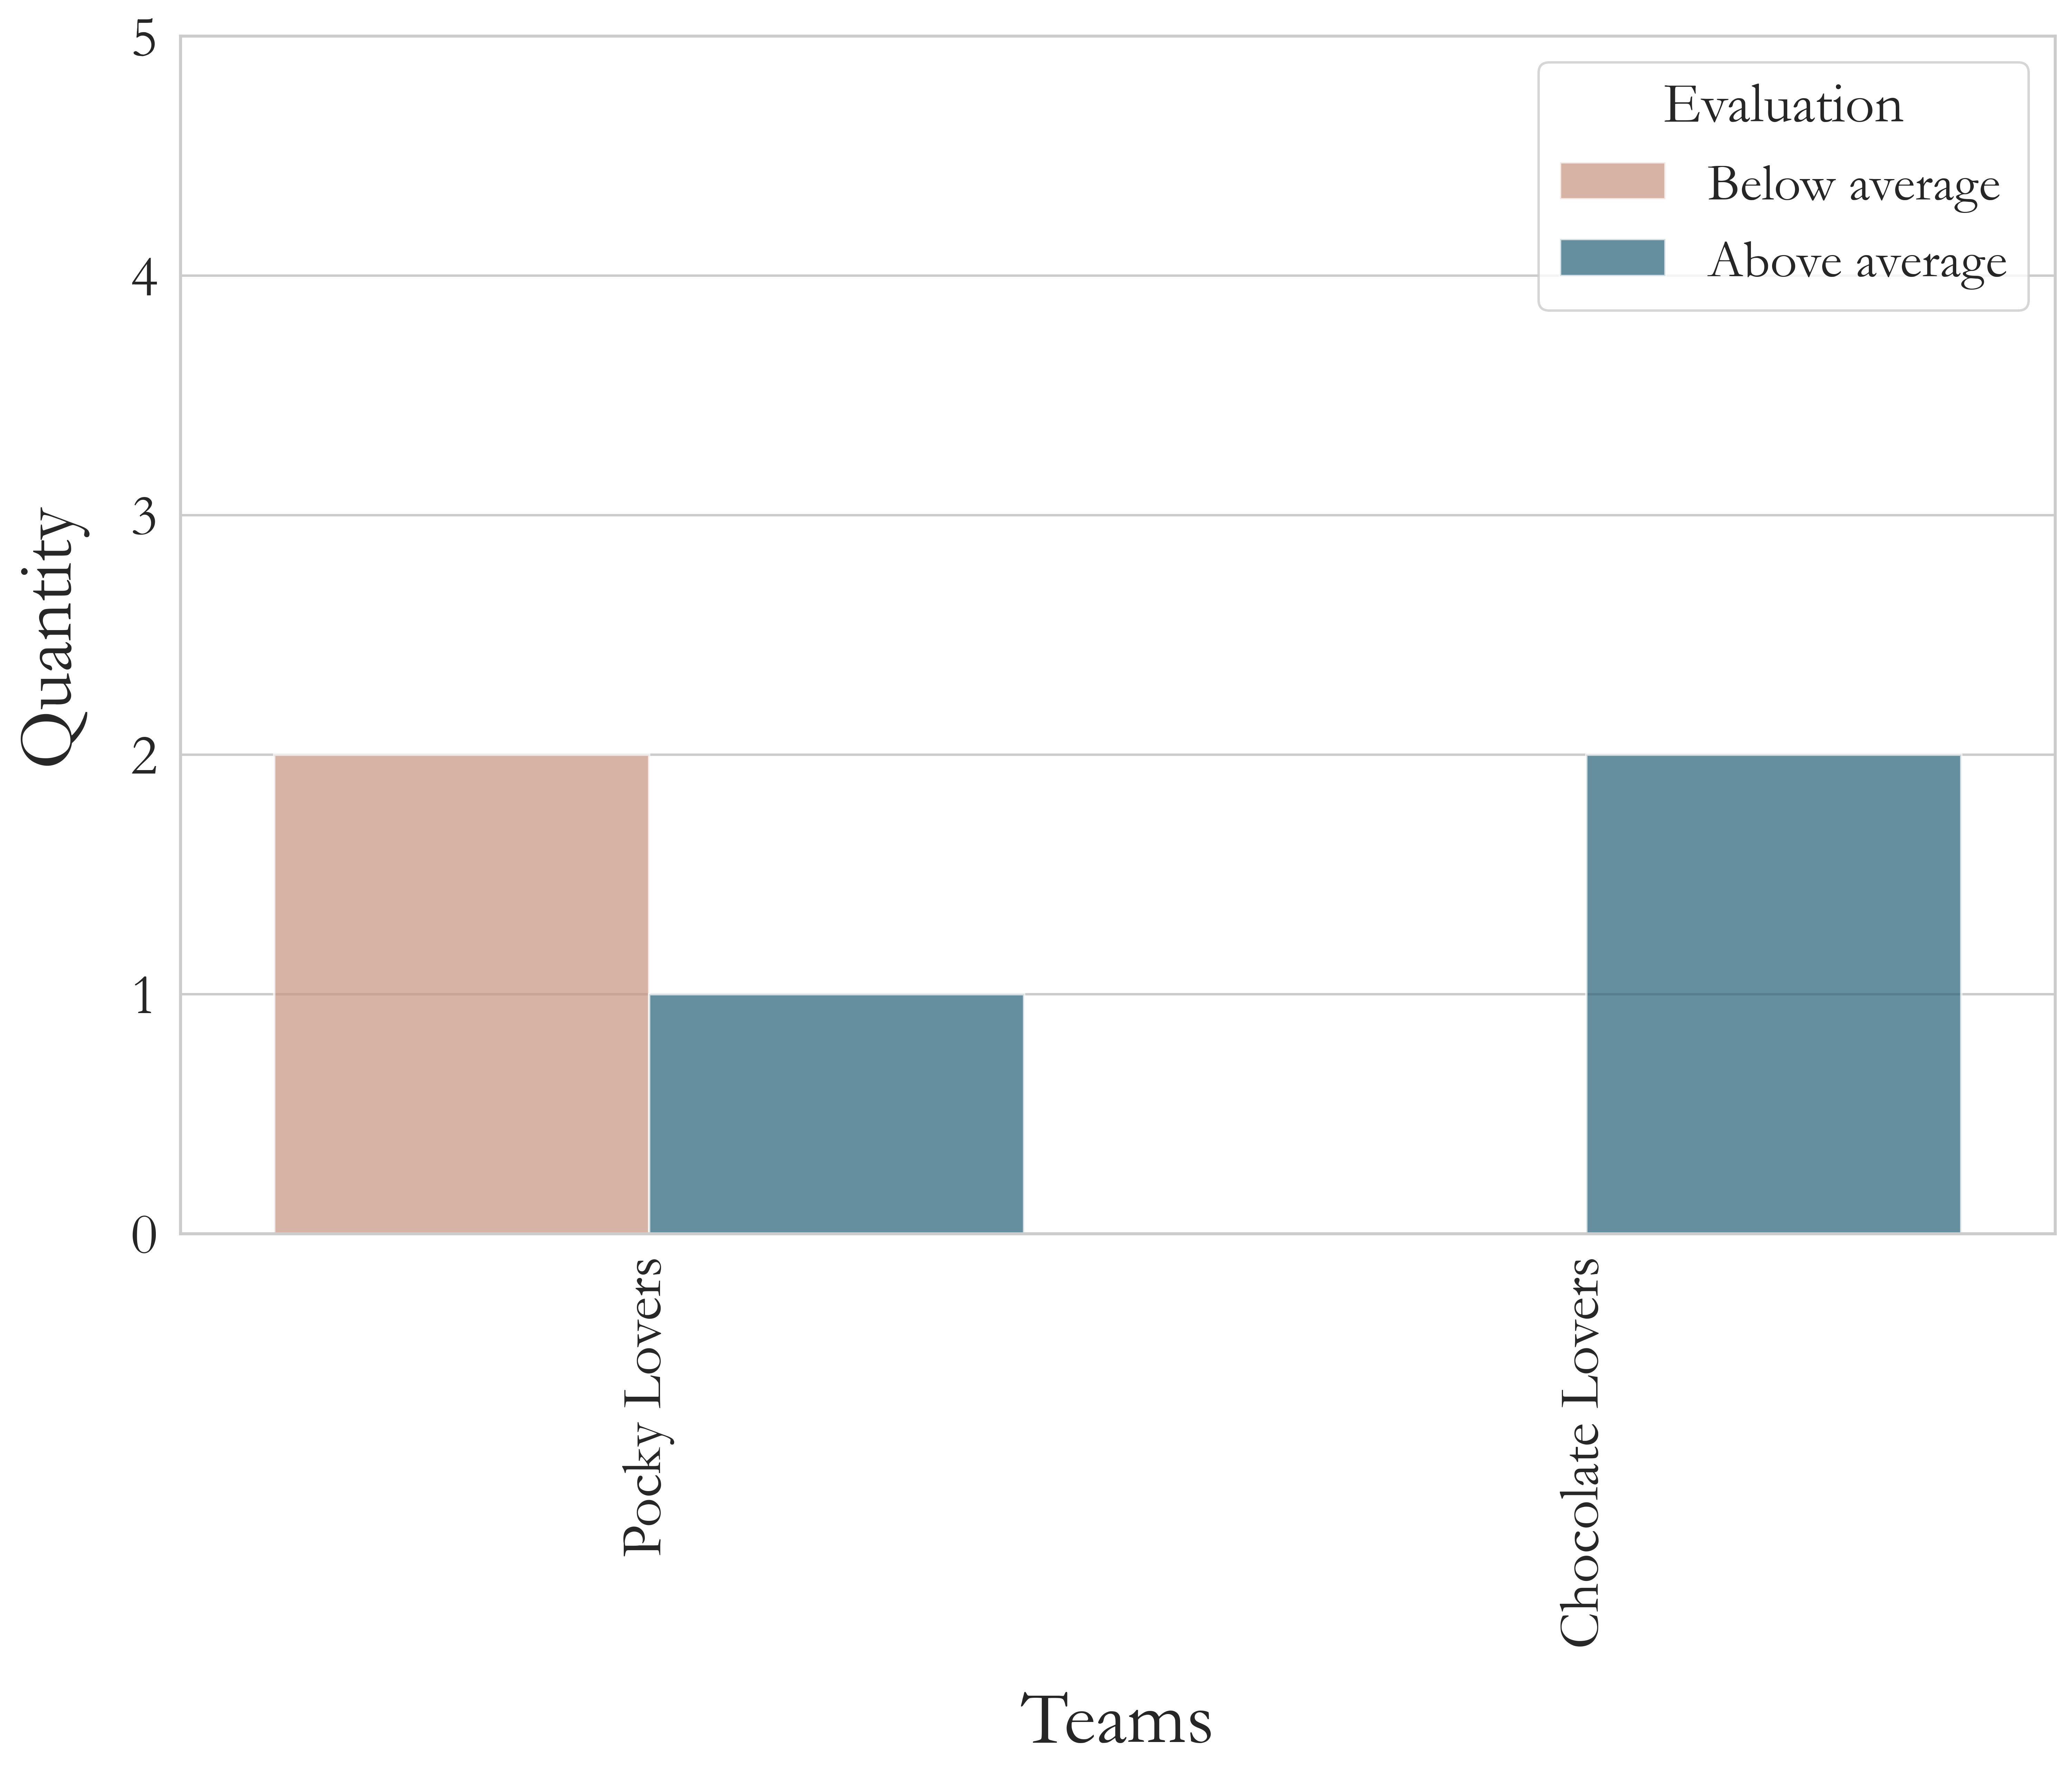 5
4
3
2
1
0
Quantity
Evaluation
Below average
Above average
Pocky Lovers
Chocolate Lovers
Teams